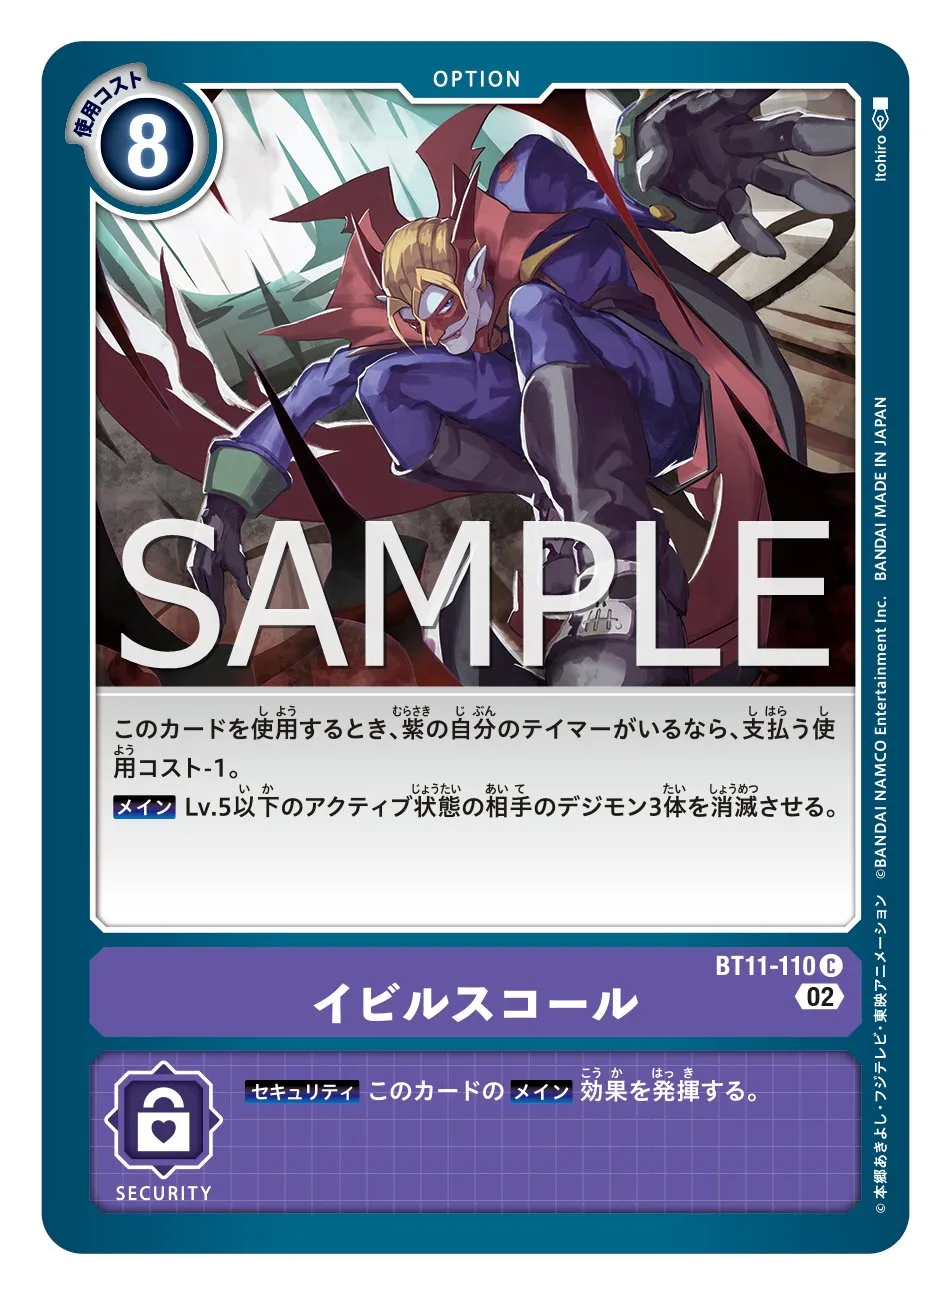 OPTION
使用コスト
8
Itohiro
SAMPLE
このカードを使用するとき、紫の自分のテイマーがいるなら、支払う使
用コスト-1。
メイン Lv.5以下のアクティブ状態の相手のデジモン3体を消滅させる。
BT11-110 C
イビルスコール
02
セキュリティ このカードの メイン 効果を発揮する。
SECURITY
©本郷あきよし・フジテレビ・東映アニメーション ©BANDAI NAMCO Entertainment Inc. BANDAI MADE IN JAPAN